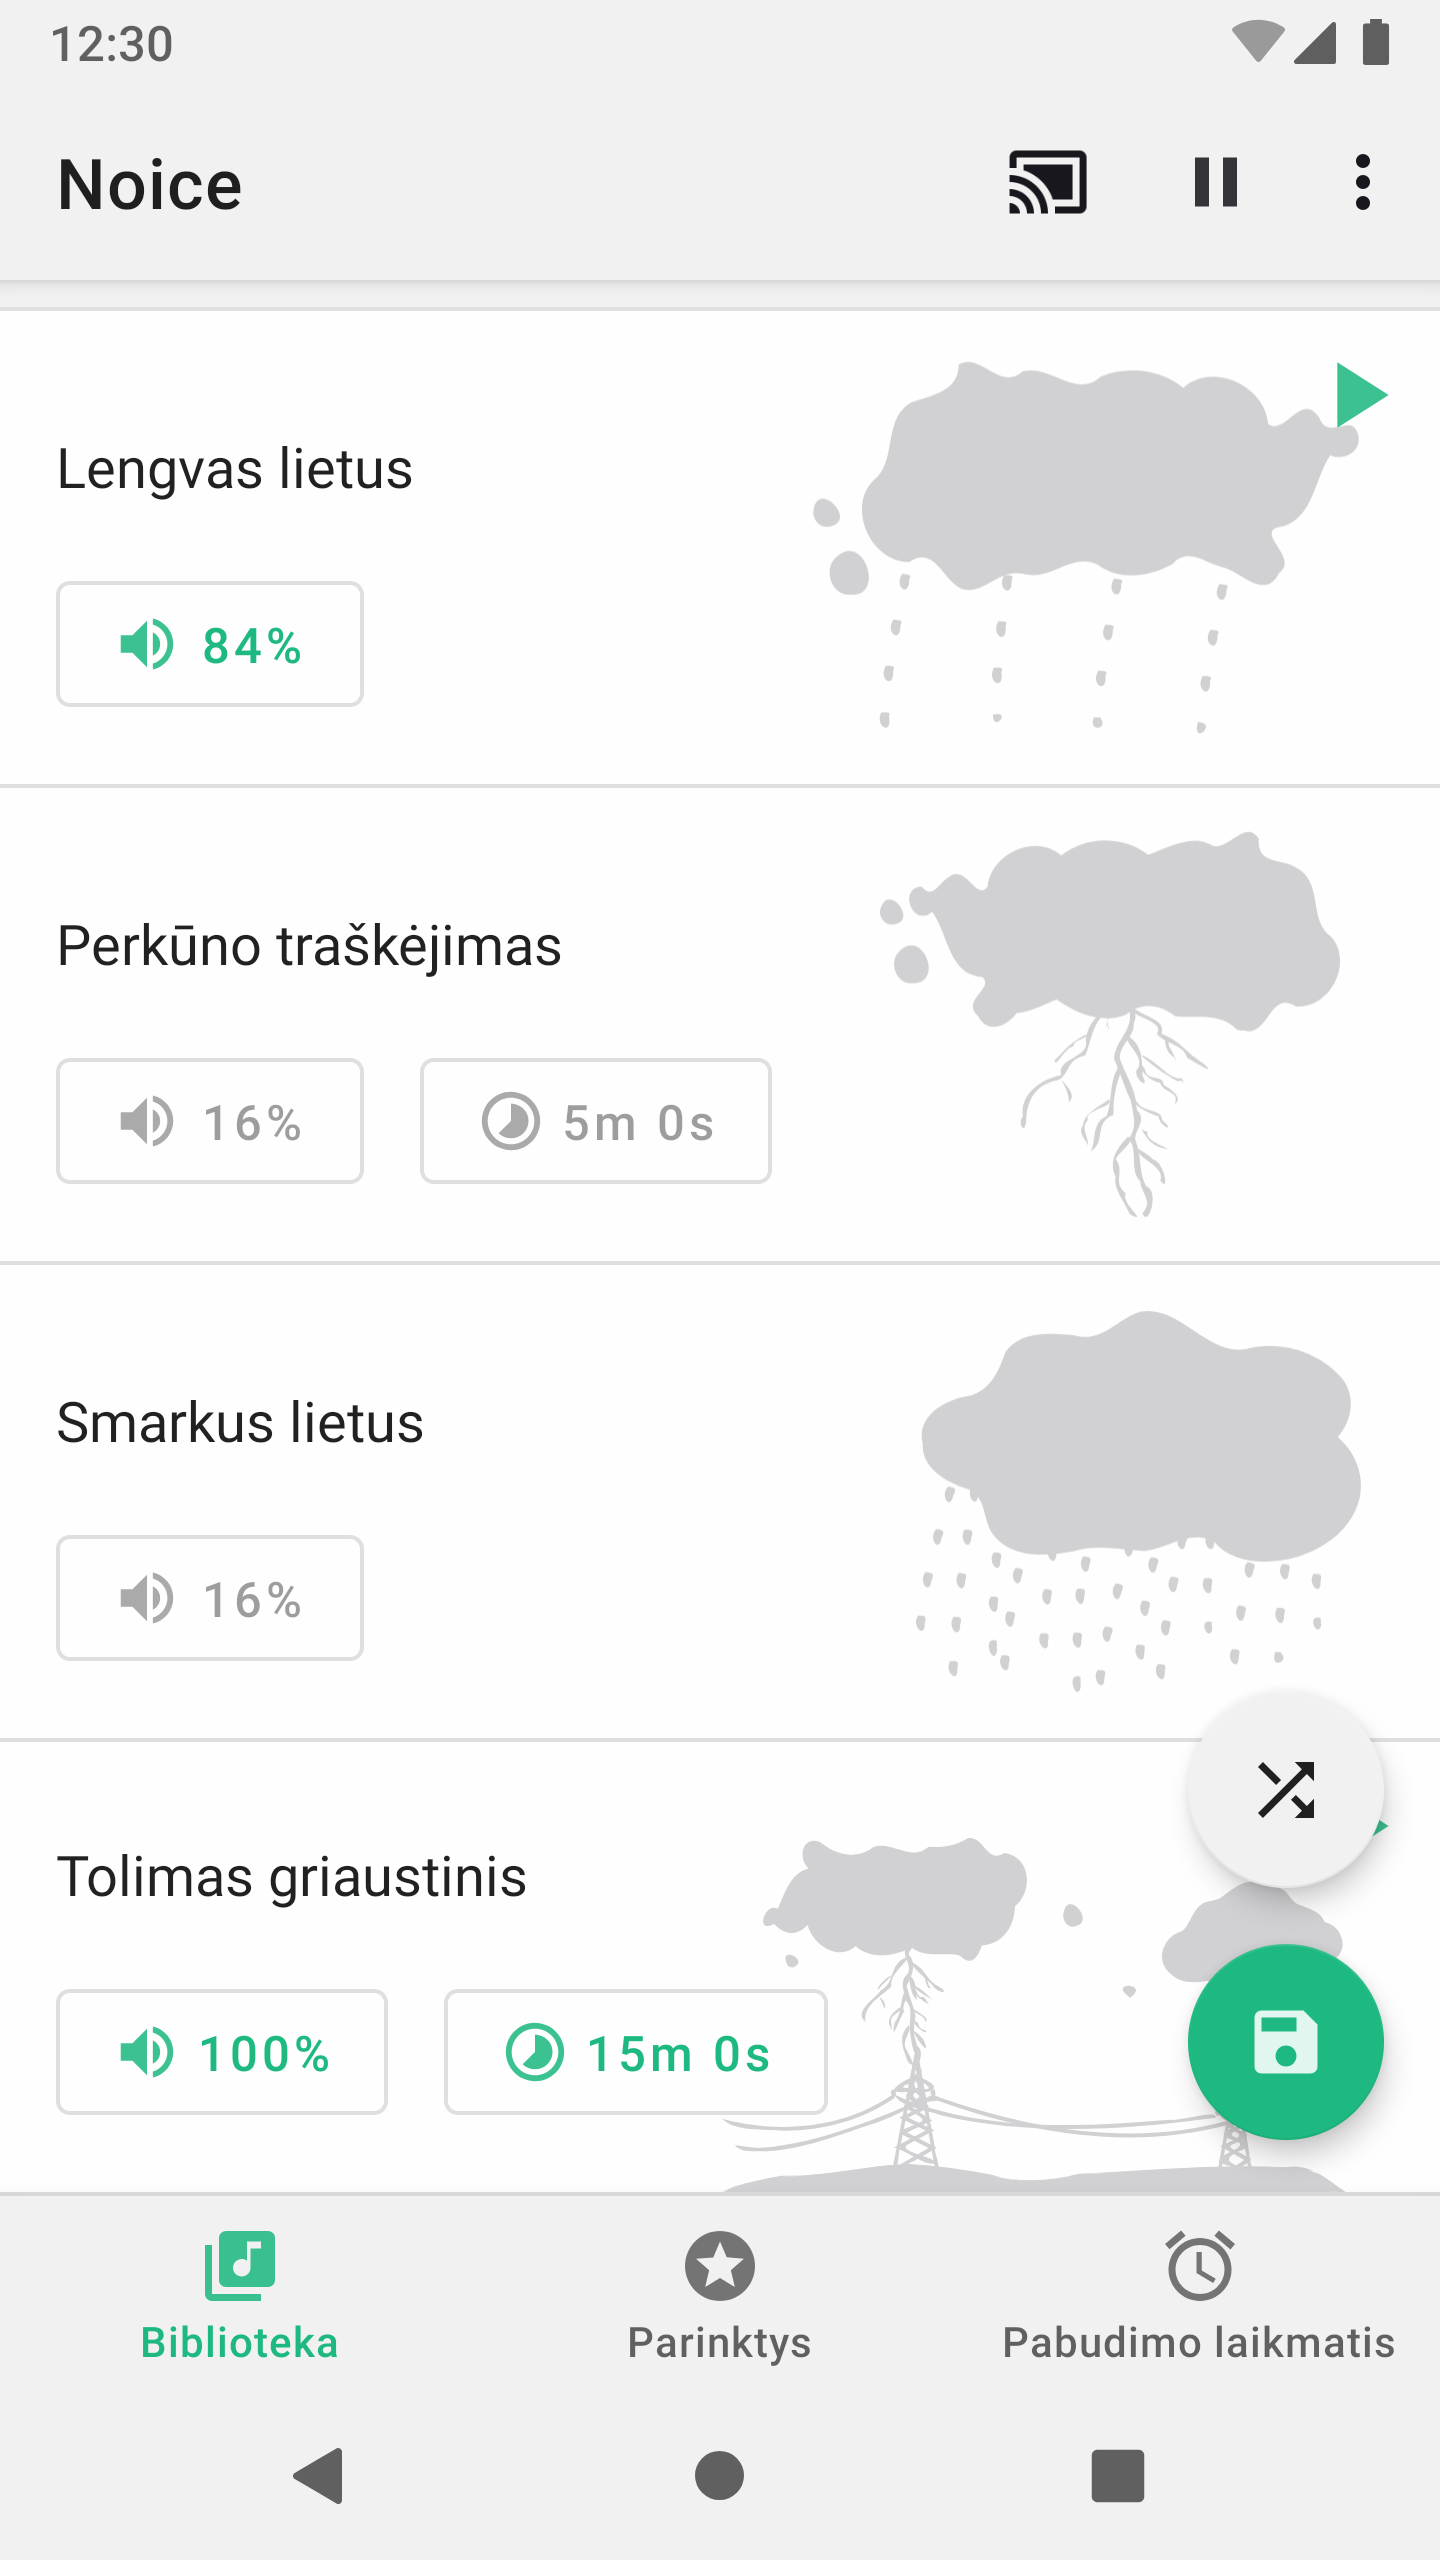 12:30
Noice
Lengvas lietus
84%
Perkūno traškėjimas
16% 5m 0s
Smarkus lietus
16%
Tolimas griaustinis
100% 15m 0s
Biblioteka Parinktys Pabudimo laikmatis